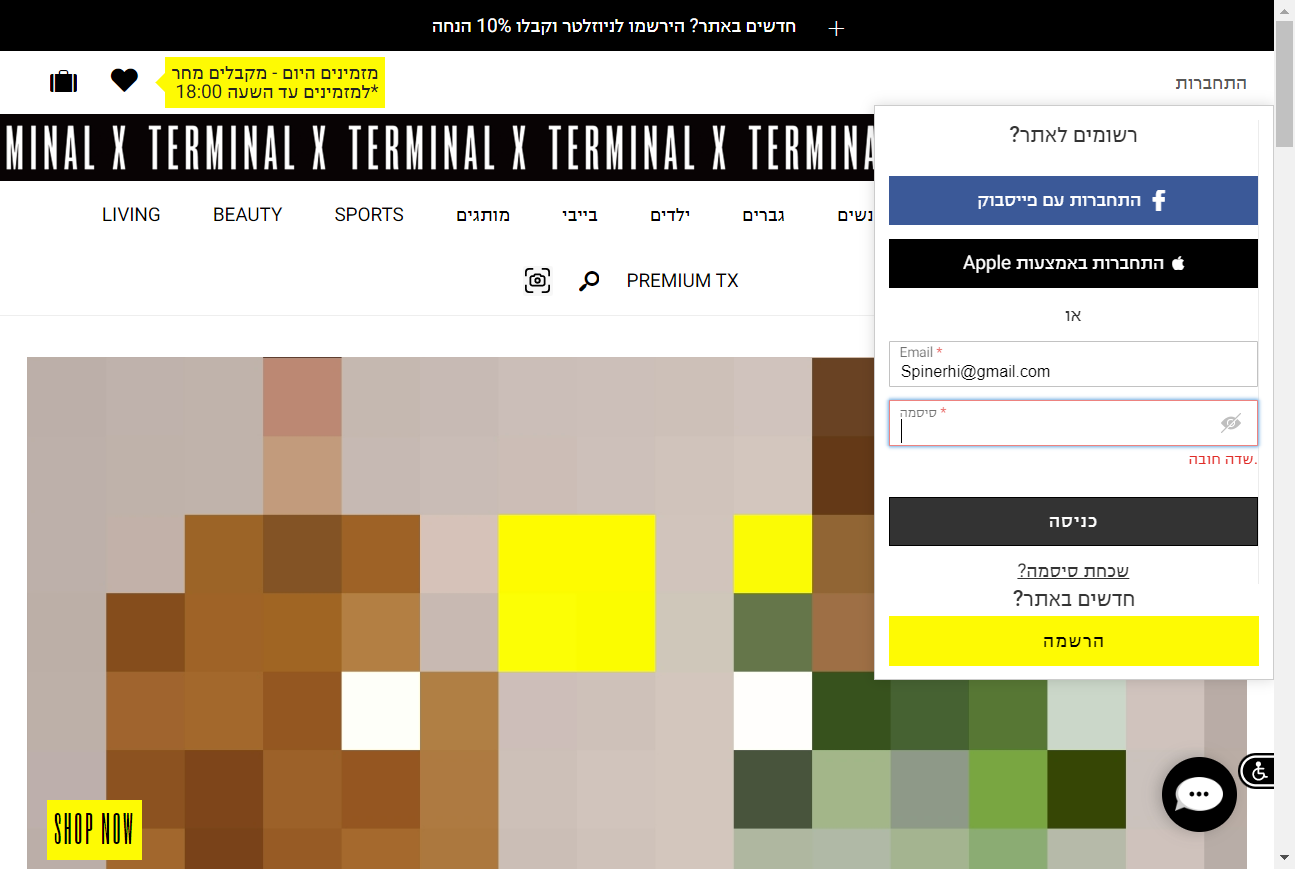 חדשים באתר? הירשמו לניוזלטר וקבלו 10% הנחה
התחברות
מזמינים היום - מקבלים מחר
*למזמינים עד השעה 18:00
MINAL X TERMINAL X TERMINAL X TERMINAL X TERMINA
נשים
גברים
ילדים
בייבי
מותגים
SPORTS
BEAUTY
LIVING
PREMIUM TX
רשומים לאתר?
התחברות עם פייסבוק
התחברות באמצעות Apple
או
Email *
Spinerhi@gmail.com
סיסמה *
שדה חובה.
כניסה
שכחת סיסמה?
חדשים באתר?
הרשמה
SHOP NOW